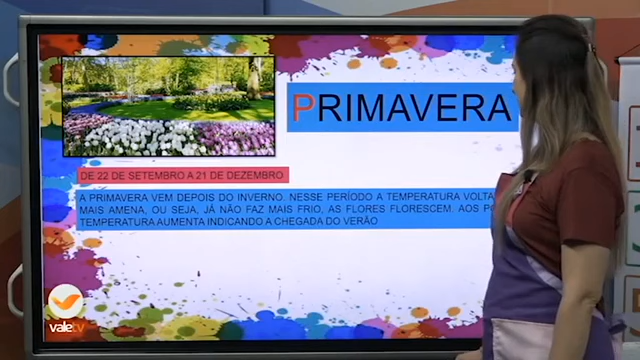 PRIMAVERA
DE 22 DE SETEMBRO A 21 DE DEZEMBRO
A PRIMAVERA VEM DEPOIS DO INVERNO. NESSE PERÍODO A TEMPERATURA VOLTA
MAIS AMENA, OU SEJA, JÁ NÃO FAZ MAIS FRIO, AS FLORES FLORESCEM. AOS
TEMPERATURA AUMENTA INDICANDO A CHEGADA DO VERÃO
valetv